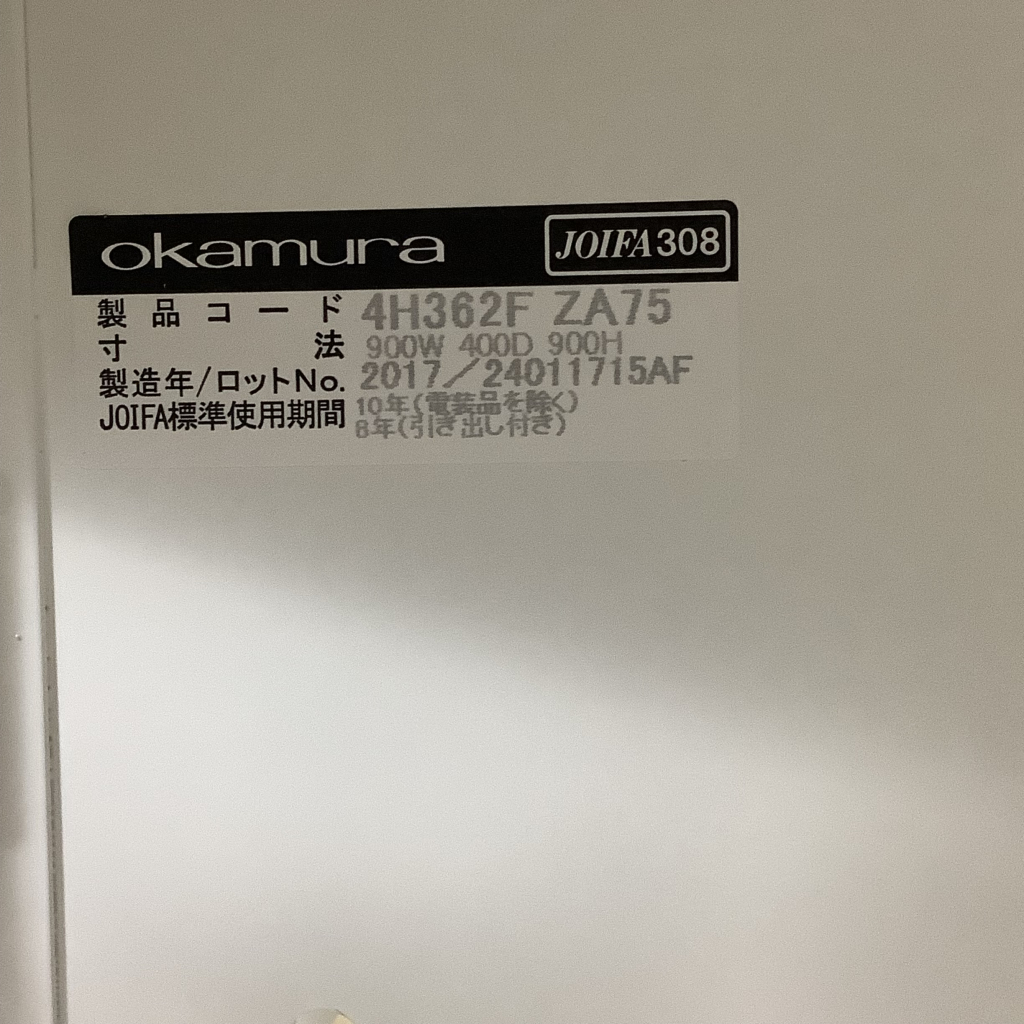 okamura JOIFA308
製品コード 4H362F ZA75
寸法 900W 400D 900H
製造年/ロットNo. 2017/24011715AF
JOIFA標準使用期間 10年(電装品を除く)
8年(引き出し付き)